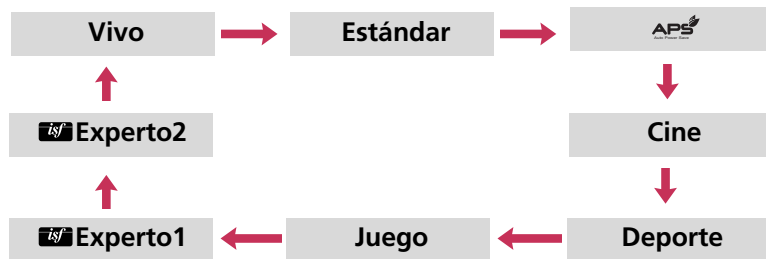 Vivo
Estándar
APS
Auto Power Save
isf Experto2
Cine
isf Experto1
Juego
Deporte